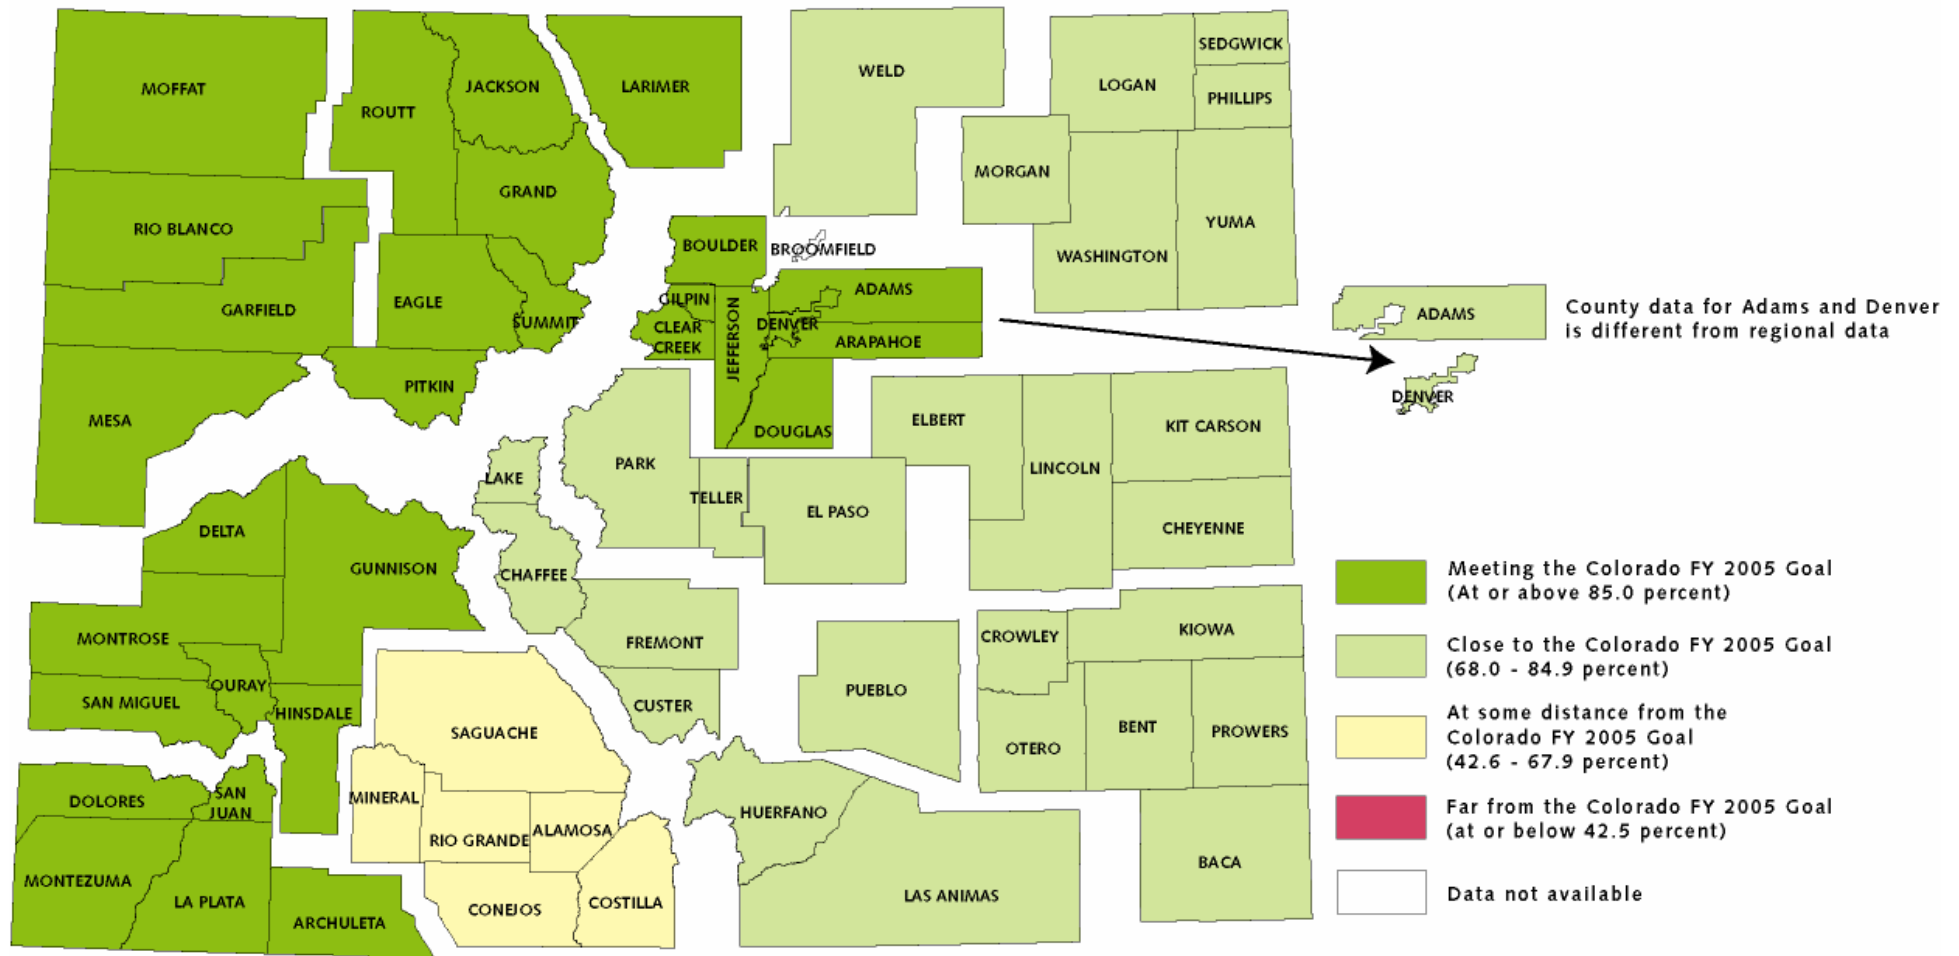 MOFFAT
ROUTT
JACKSON
LARIMER
WELD
LOGAN
SEDGWICK
PHILLIPS
MORGAN
RIO BLANCO
GRAND
BOULDER
BROOMFIELD
WASHINGTON
YUMA
GARFIELD
EAGLE
SUMMIT
GILPIN
CLEAR
CREEK
JEFFERSON
DENVER
ADAMS
ARAPAHOE
ADAMS
County data for Adams and Denver
is different from regional data
DENVER
MESA
PITKIN
DOUGLAS
ELBERT
KIT CARSON
LAKE
PARK
TELLER
EL PASO
LINCOLN
CHEYENNE
DELTA
GUNNISON
CHAFFEE
FREMONT
MONTROSE
OURAY
SAN MIGUEL
HINSDALE
CUSTER
PUEBLO
CROWLEY
KIOWA
SAGUACHE
OTERO
BENT
PROWERS
DOLORES
SAN
JUAN
MINERAL
RIO GRANDE
ALAMOSA
HUERFANO
MONTEZUMA
LA PLATA
ARCHULETA
CONEJOS
COSTILLA
LAS ANIMAS
BACA
Meeting the Colorado FY 2005 Goal
(At or above 85.0 percent)
Close to the Colorado FY 2005 Goal
(68.0 - 84.9 percent)
At some distance from the
Colorado FY 2005 Goal
(42.6 - 67.9 percent)
Far from the Colorado FY 2005 Goal
(at or below 42.5 percent)
Data not available